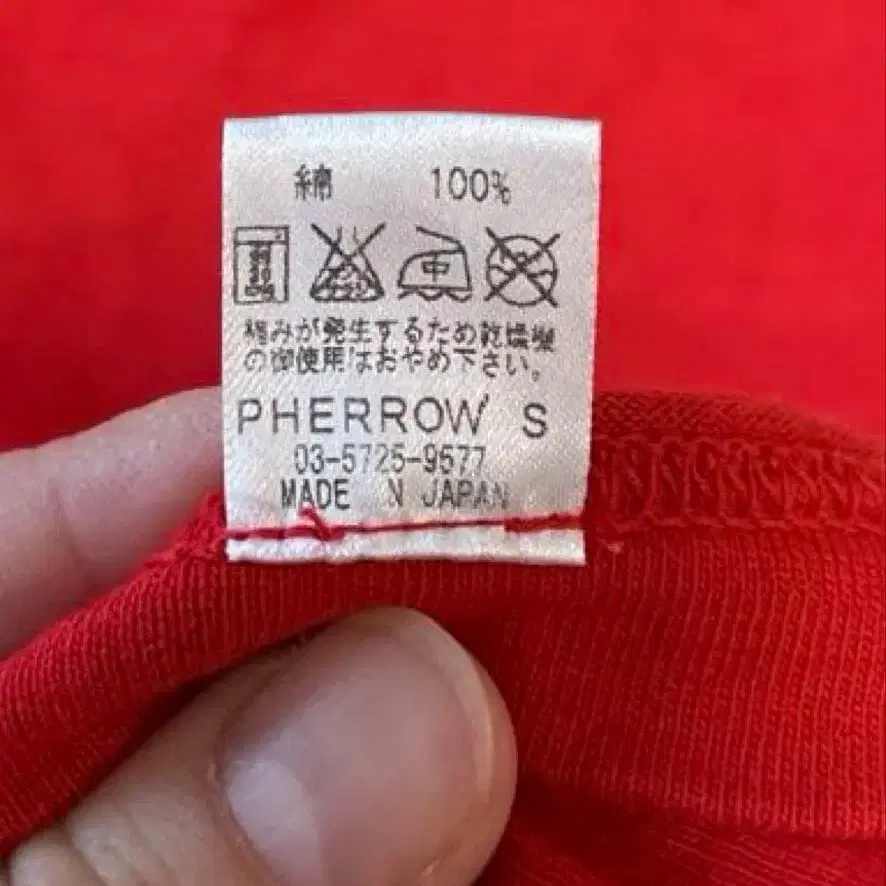 綿 100%
中
縮みが発生するため乾燥機
の御使用はおやめ下さい。
PHERROW'S
03-5725-9577
MADE IN JAPAN